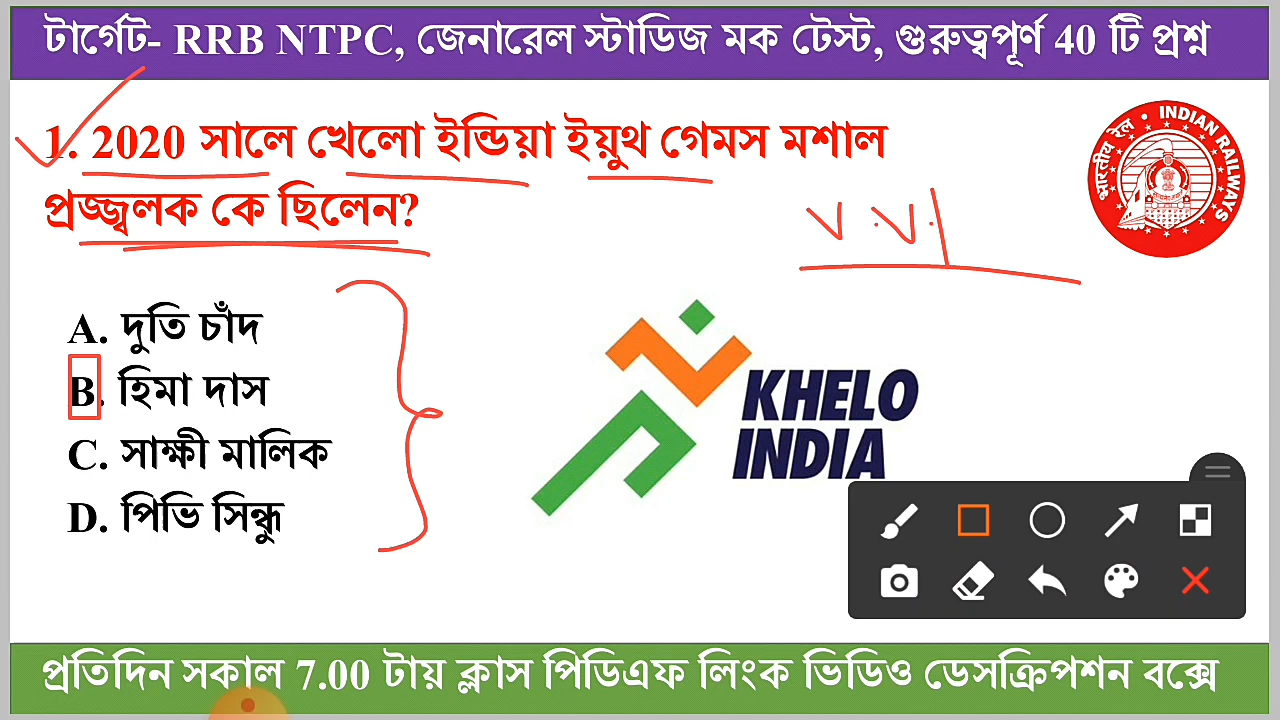 টার্গেট- RRB NTPC, জেনারেল স্টাডিজ মক টেস্ট, গুরুত্বপূর্ণ 40 টি প্রশ্ন
1. 2020 সালে খেলো ইন্ডিয়া ইয়ুথ গেমস মশাল
প্রজ্জ্বলক কে ছিলেন?
भारतीय रेल • INDIAN RAILWAYS
V.V.I
A. দুতি চাঁদ
B. হিমা দাস
C. সাক্ষী মালিক
D. পিভি সিন্ধু
KHELO
INDIA
প্রতিদিন সকাল 7.00 টায় ক্লাস পিডিএফ লিংক ভিডিও ডেসক্রিপশন বক্সে